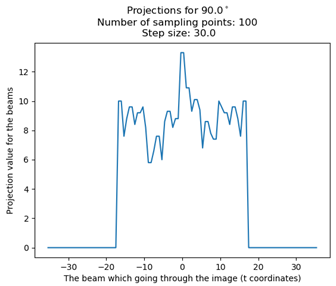 Projections for 90.0°
Number of sampling points: 100
Step size: 30.0
Projection value for the beams
12
10
8
6
4
2
0
−30 −20 −10 0 10 20 30
The beam which going through the image (t coordinates)